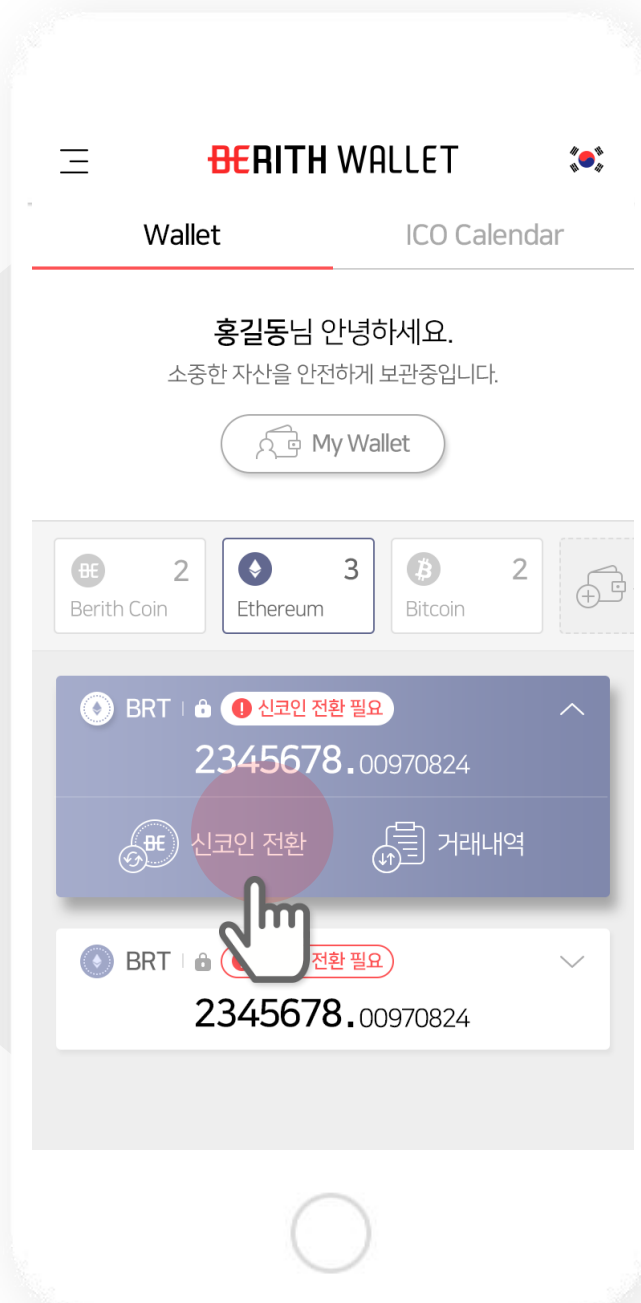 BERITH WALLET
Wallet ICO Calendar
홍길동님 안녕하세요.
소중한 자산을 안전하게 보관중입니다.
My Wallet
BE 2 3 2
Berith Coin Ethereum Bitcoin
BRT 신코인 전환 필요
2345678.00970824
BE 신코인 전환 거래내역
BRT 전환 필요
2345678.00970824